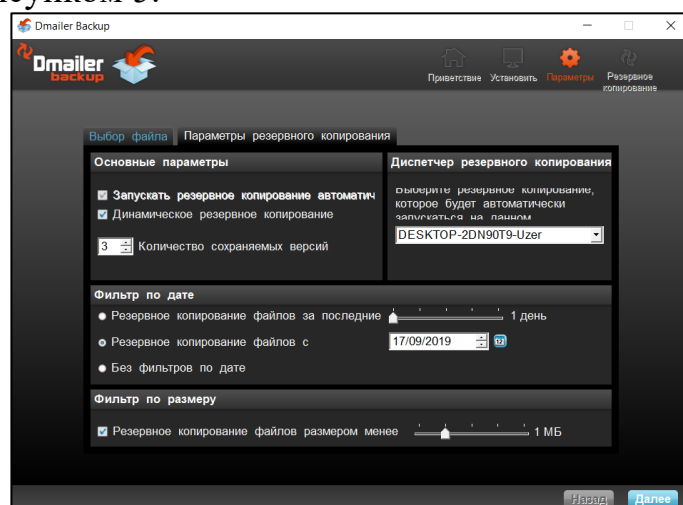 рисунком 3.
Dmailer Backup
Dmailer
backup
Приветствие Установить Параметры Резервное
копирование
Выбор файла Параметры резервного копирования
Основные параметры
Запускать резервное копирование автоматич
Динамическое резервное копирование
3 Количество сохраняемых версий
Диспетчер резервного копирования
Выберите резервное копирование,
которое будет автоматически
запускаться на данном
DESKTOP-2DN90T9-Uzer
Фильтр по дате
Резервное копирование файлов за последние 1 день
Резервное копирование файлов с 17/09/2019 12
Без фильтров по дате
Фильтр по размеру
Резервное копирование файлов размером менее 1 МБ
Назад Далее